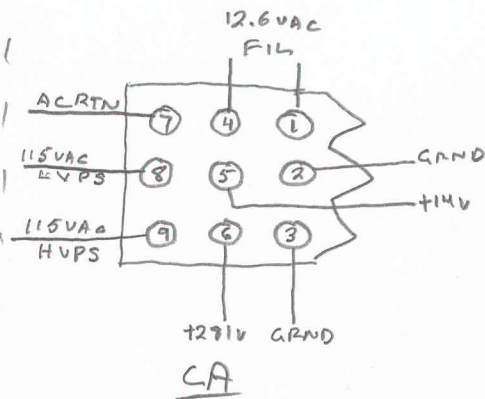 12.6VAC
FIL
ACRTN
7 4 1
115VAC
HVPS
8 5 2
GRND
+14V
115VAC
HVPS
9 6 3
+281V GRND
CA